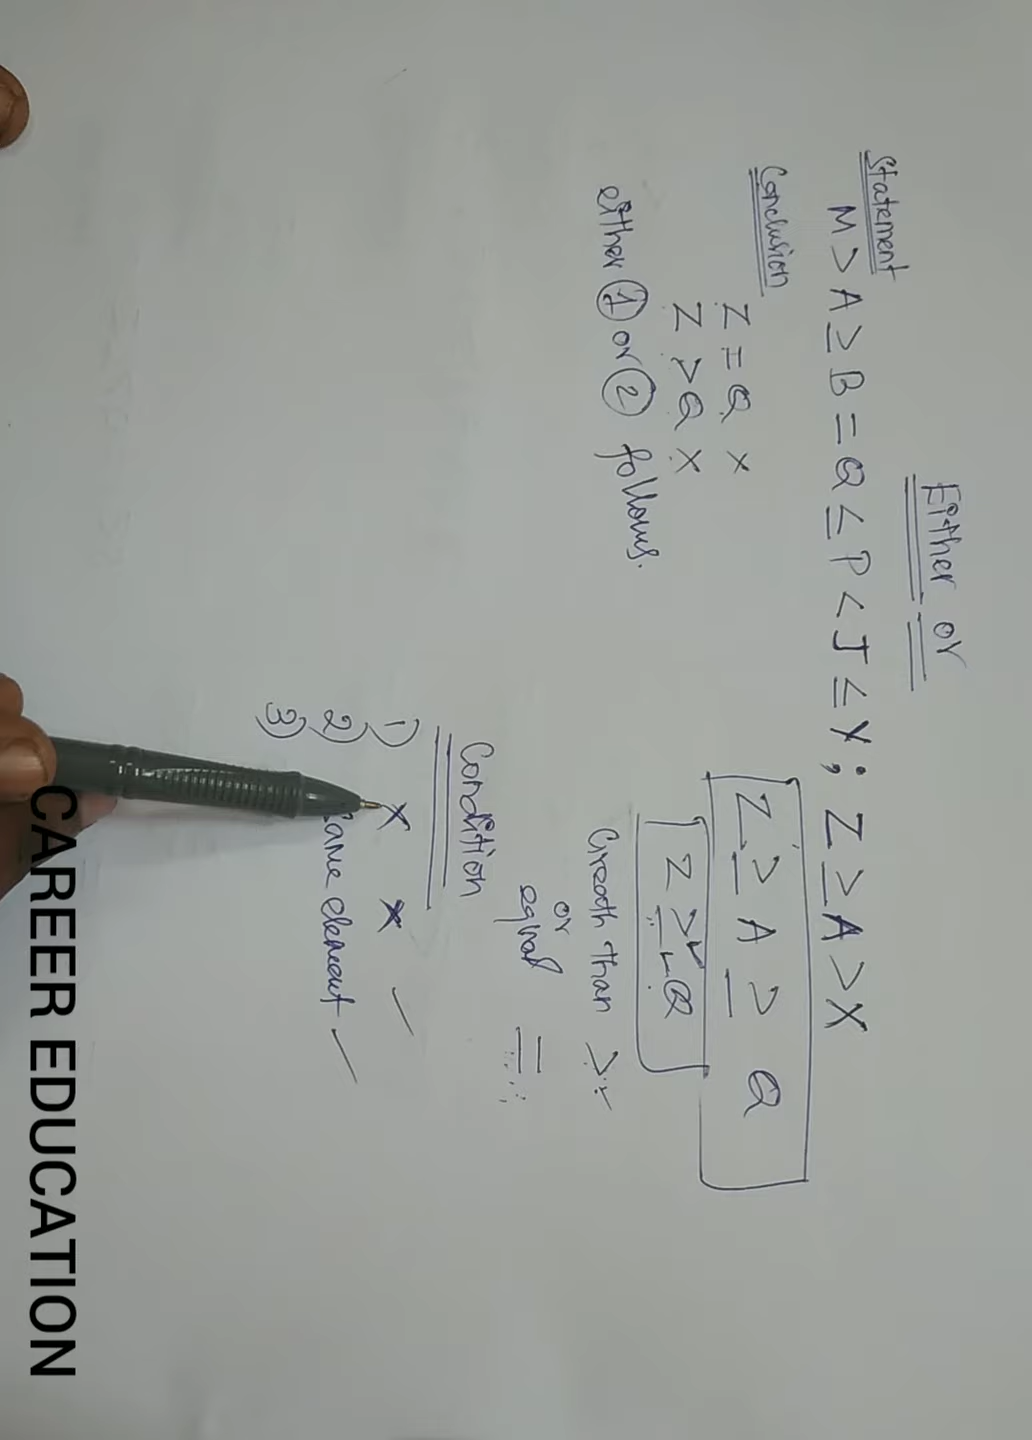 Either or
Statement
M > A ≥ B = Q ≤ P < J ≤ Y ; Z ≥ A > X
Conclusion
Z = Q ×
Z > Q ×
either ① or ② follows.
Z ≥ A ≥ Q
Z ≥ Q
Greath than >
or
equal =
Condition
1) × × ✓
2) Same element ✓
3)
CAREER EDUCATION